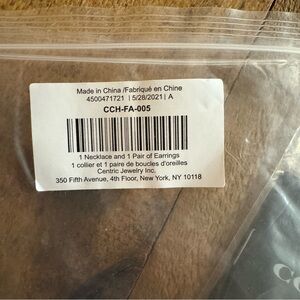 Made in China /Fabriqué en Chine
4500471721 | 5/28/2021 | A
CCH-FA-005
1 Necklace and 1 Pair of Earrings
1 collier et 1 paire de boucles d'oreilles
Centric Jewelry Inc.
350 Fifth Avenue, 4th Floor, New York, NY 10118